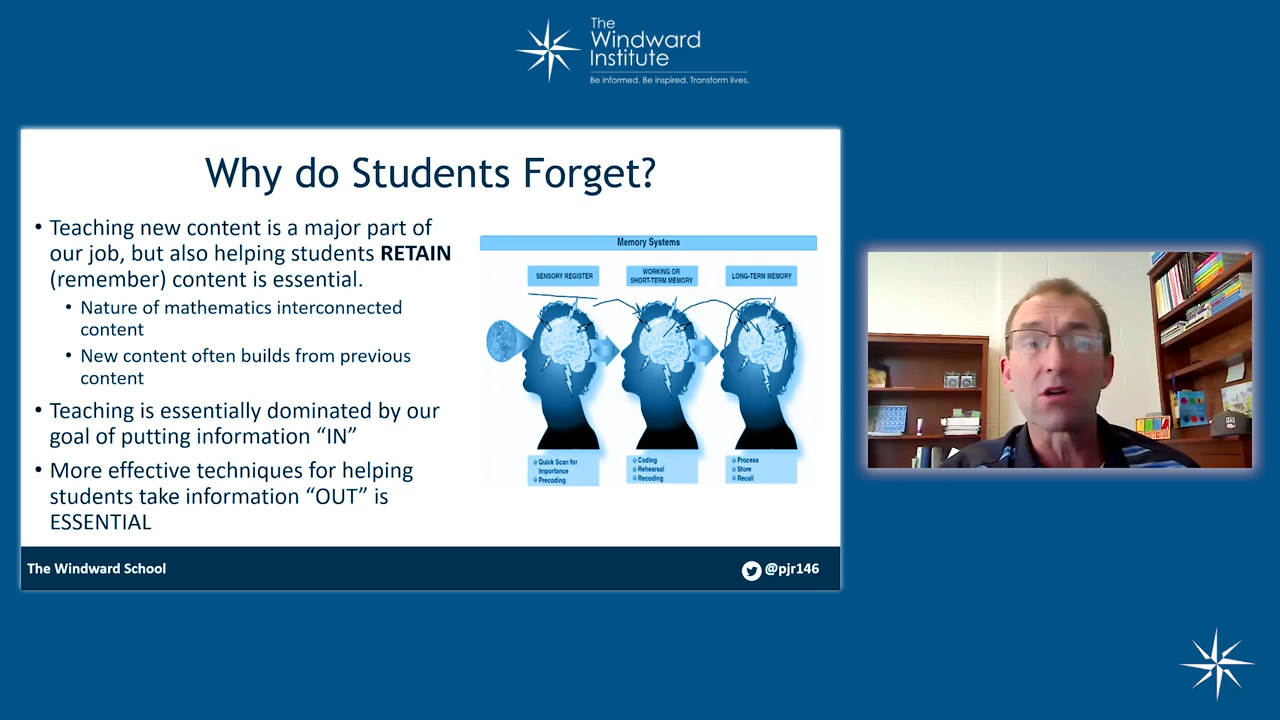 The
Windward
Institute
Be informed. Be inspired. Transform lives.
Why do Students Forget?
• Teaching new content is a major part of
our job, but also helping students RETAIN
(remember) content is essential.
• Nature of mathematics interconnected
content
• New content often builds from previous
content
• Teaching is essentially dominated by our
goal of putting information “IN”
• More effective techniques for helping
students take information “OUT” is
ESSENTIAL
Memory Systems
SENSORY REGISTER
WORKING OR
SHORT-TERM MEMORY
LONG-TERM MEMORY
Quick Scan for
Importance
Precoding
Coding
Rehearsal
Recoding
Process
Store
Recall
The Windward School
@pjr146